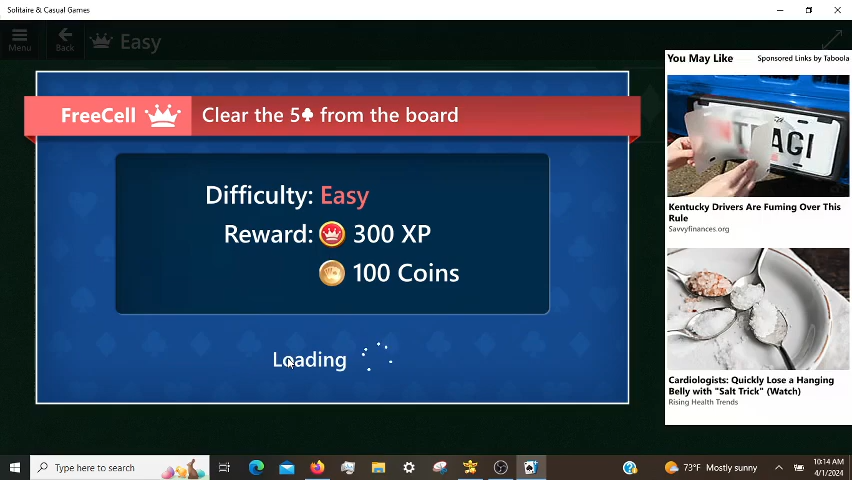 Solitaire & Casual Games
Menu
Back
Easy
FreeCell
Clear the 5♣ from the board
Difficulty: Easy
Reward: 300 XP
100 Coins
Loading
You May Like
Sponsored Links by Taboola
AGI
Kentucky Drivers Are Fuming Over This
Rule
Savvyfinances.org
Cardiologists: Quickly Lose a Hanging
Belly with "Salt Trick" (Watch)
Rising Health Trends
Type here to search
73°F Mostly sunny
10:14 AM
4/1/2024